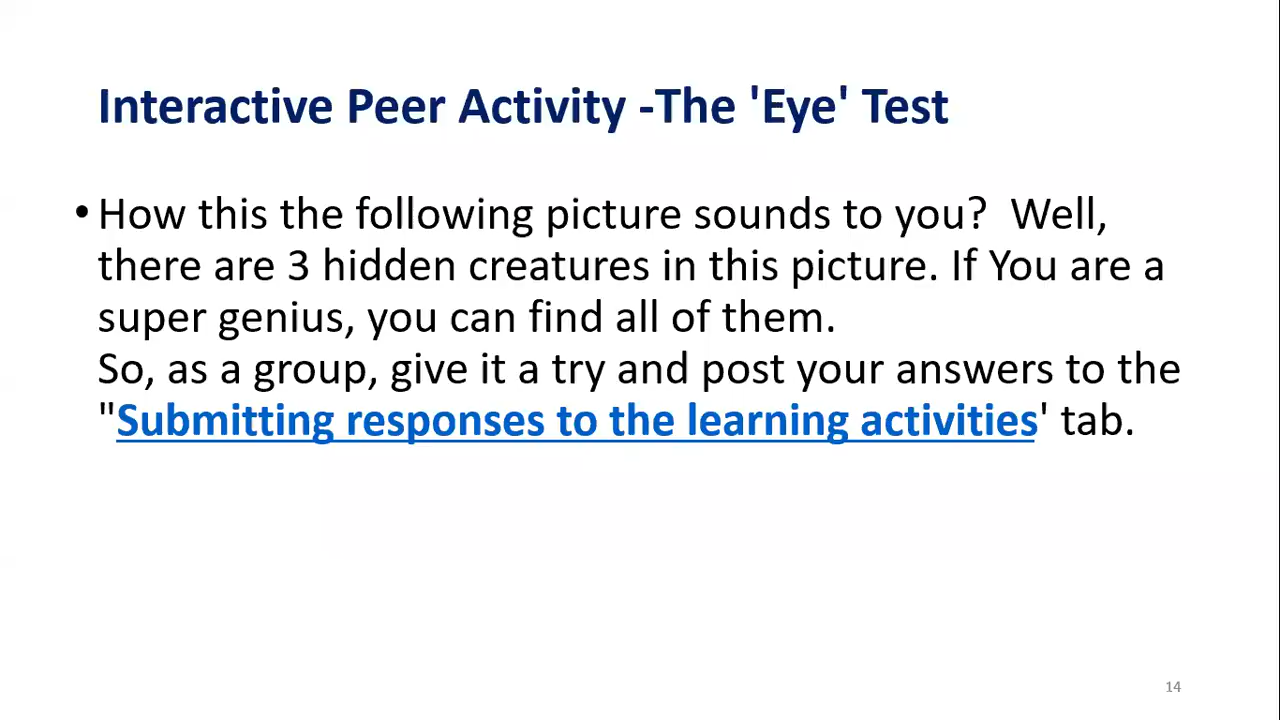 Interactive Peer Activity -The 'Eye' Test
• How this the following picture sounds to you?  Well,
there are 3 hidden creatures in this picture. If You are a
super genius, you can find all of them.
So, as a group, give it a try and post your answers to the
"Submitting responses to the learning activities' tab.
14